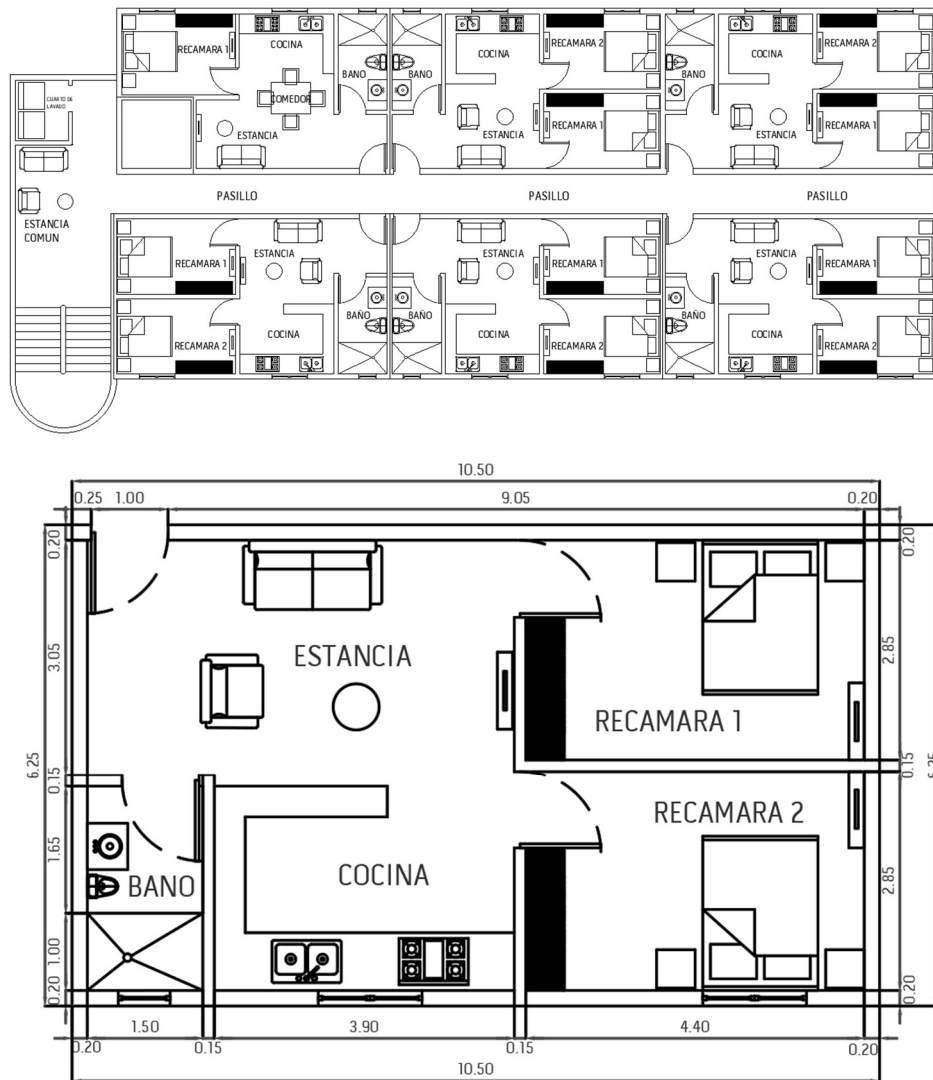 RECAMARA 1
COCINA
BANO
BANO
COCINA
RECAMARA 2
COCINA
BANO
RECAMARA 2
CUARTO DE
LAVADO
COMEDOR
ESTANCIA
ESTANCIA
RECAMARA 1
ESTANCIA
RECAMARA 1
PASILLO
PASILLO
PASILLO
ESTANCIA
COMUN
RECAMARA 1
ESTANCIA
ESTANCIA
RECAMARA 1
ESTANCIA
RECAMARA 1
RECAMARA 2
COCINA
BAÑO
BAÑO
COCINA
RECAMARA 2
BAÑO
COCINA
RECAMARA 2
10.50
0.25
1.00
9.05
0.20
0.20
0.20
3.05
2.85
ESTANCIA
RECAMARA 1
6.25
0.15
0.15
6.25
RECAMARA 2
1.65
BANO
COCINA
2.85
1.00
0.20
0.20
1.50
3.90
4.40
0.20
0.15
0.15
0.20
10.50